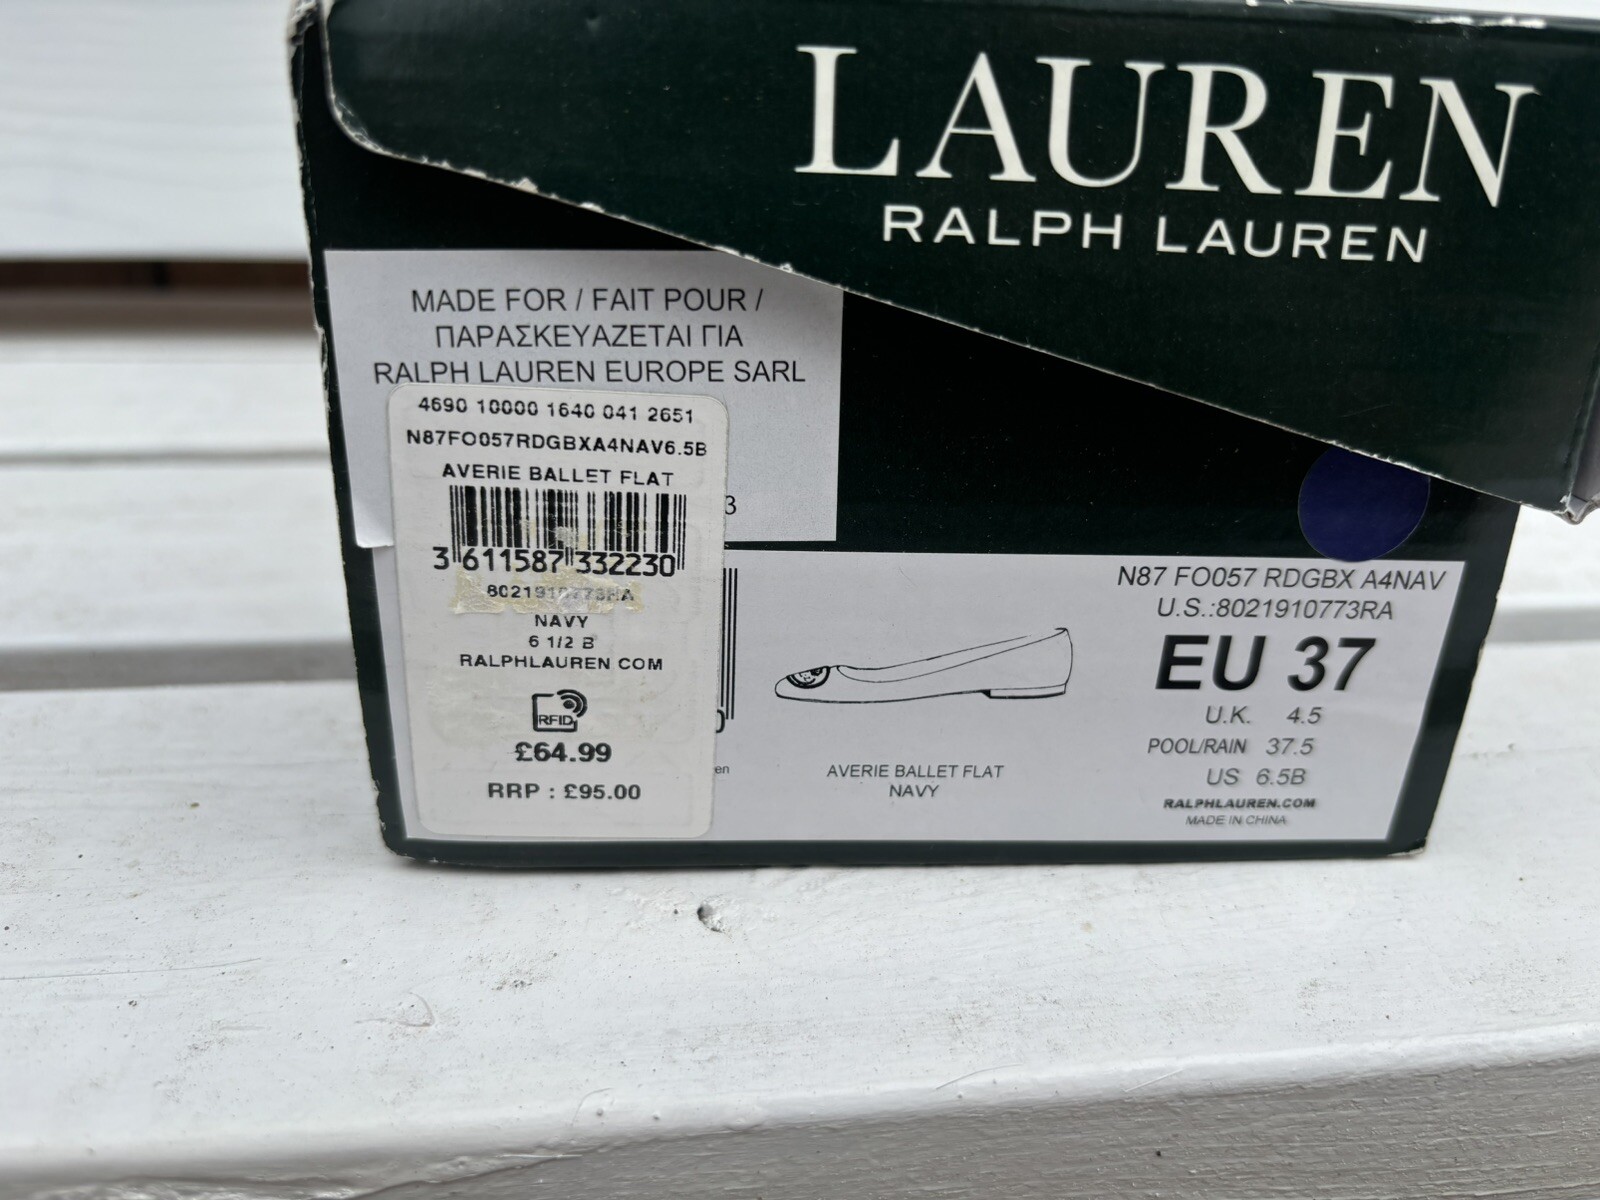 LAUREN
RALPH LAUREN
MADE FOR / FAIT POUR /
ΠΑΡΑΣΚΕΥΑΖΕΤΑΙ ΓΙΑ
RALPH LAUREN EUROPE SARL
3
4690 10000 1640 041 2651
N87FO057RDGBXA4NAV6.5B
AVERIE BALLET FLAT
3 611587 332230
8021910773RA
NAVY
6 1/2 B
RALPHLAUREN COM
RFID
£64.99
RRP : £95.00
en
AVERIE BALLET FLAT
NAVY
N87 FO057 RDGBX A4NAV
U.S.:8021910773RA
EU 37
U.K. 4.5
POOL/RAIN 37.5
US 6.5B
RALPHLAUREN.COM
MADE IN CHINA